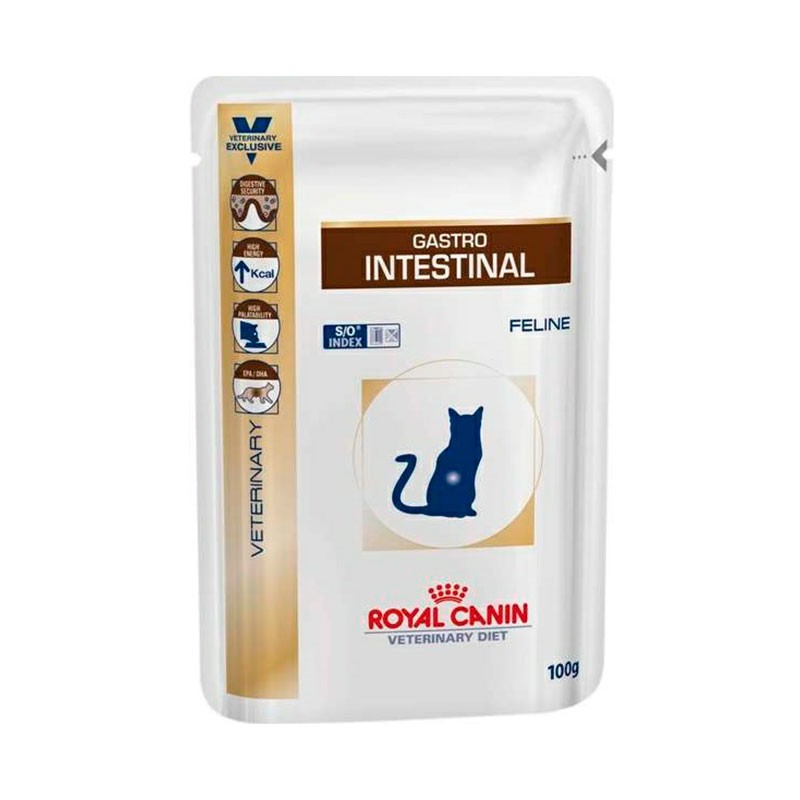 VETERINARY
EXCLUSIVE
DIGESTIVE
SECURITY
HIGH
ENERGY
Kcal
HIGH
PALATABILITY
EPA / DHA
VETERINARY
GASTRO
INTESTINAL
S/O®
INDEX
FELINE
ROYAL CANIN
VETERINARY DIET
100g